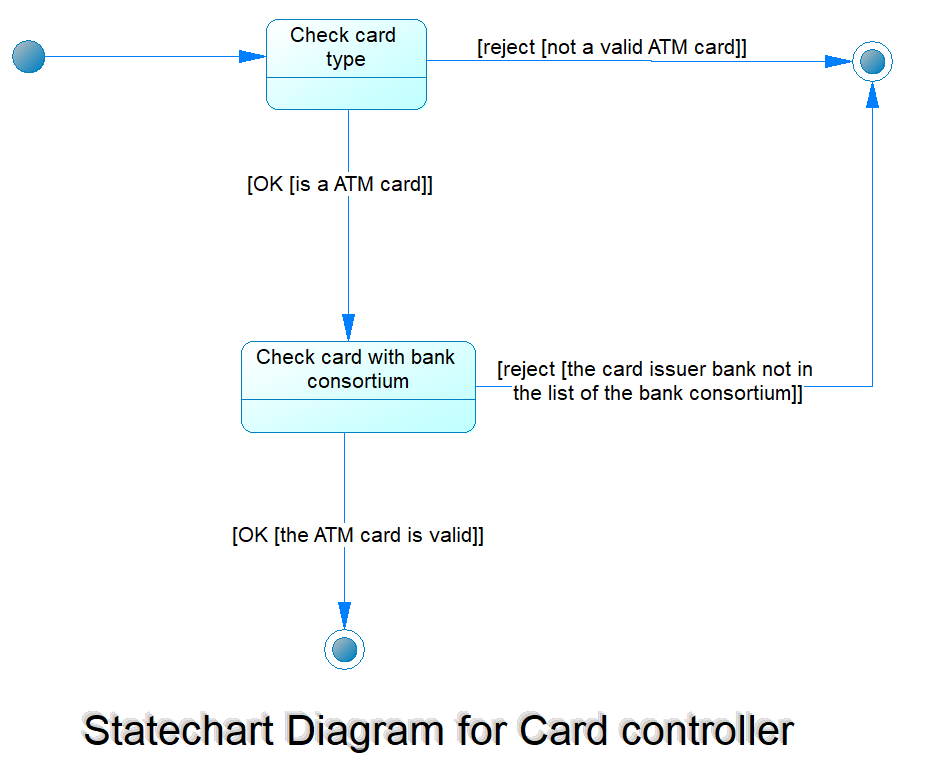 Check card
type
[reject [not a valid ATM card]]
[OK [is a ATM card]]
Check card with bank
consortium
[reject [the card issuer bank not in
the list of the bank consortium]]
[OK [the ATM card is valid]]
Statechart Diagram for Card controller